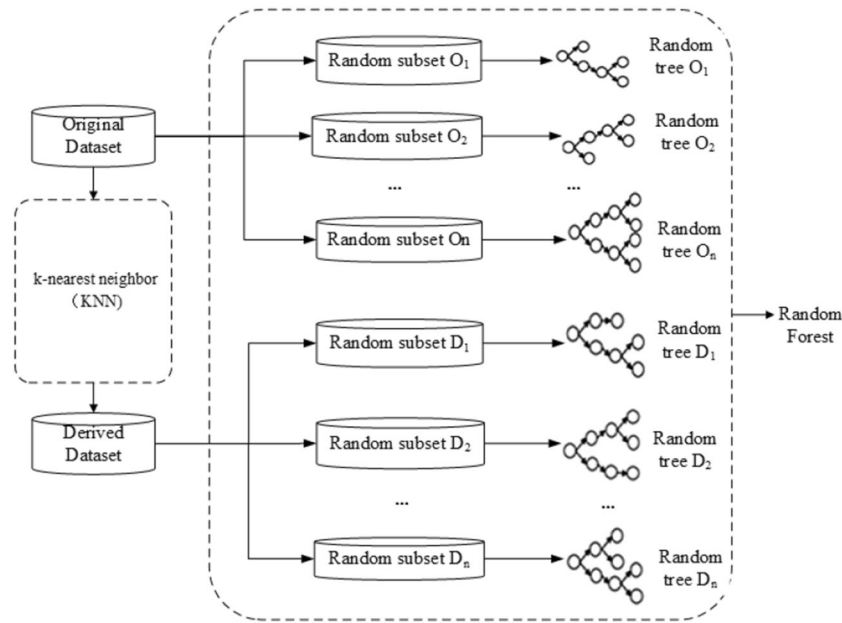 Random subset O₁
Random
tree O₁
Original
Dataset
Random subset O₂
Random
tree O₂
...
...
Random subset On
Random
tree Oₙ
k-nearest neighbor
（KNN）
Random subset D₁
Random
tree D₁
Random
Forest
Derived
Dataset
Random subset D₂
Random
tree D₂
...
...
Random subset Dₙ
Random
tree Dₙ